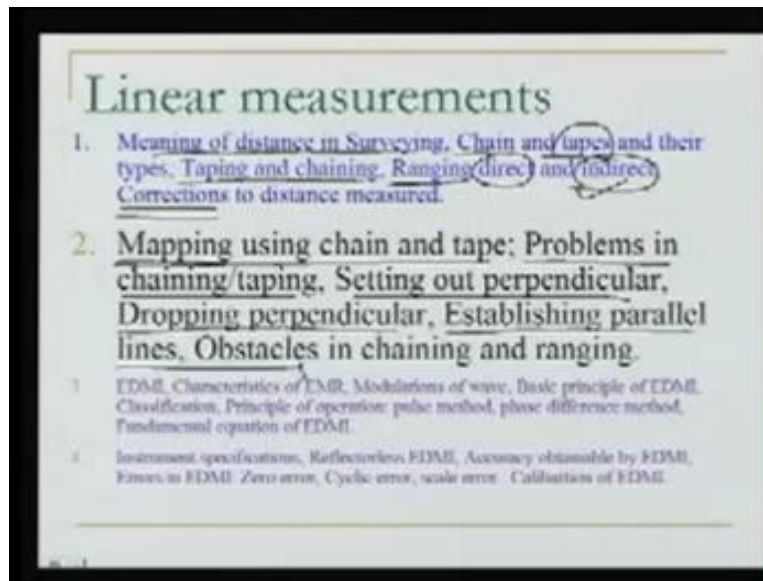 Linear measurements
1. Meaning of distance in Surveying, Chain and tapes and their
types, Taping and chaining, Ranging direct and indirect,
Corrections to distance measured.
2. Mapping using chain and tape; Problems in
chaining/taping, Setting out perpendicular,
Dropping perpendicular, Establishing parallel
lines, Obstacles in chaining and ranging.
3. EDMI, Characteristics of EMR, Modulations of wave, Basic principle of EDMI,
Classification, Principle of operation: pulse method, phase difference method,
Fundamental equation of EDMI
4. Instrument specifications, Reflectorless EDMI, Accuracy obtainable by EDMI,
Errors in EDMI: Zero error, Cyclic error, scale error. Calibration of EDMI.